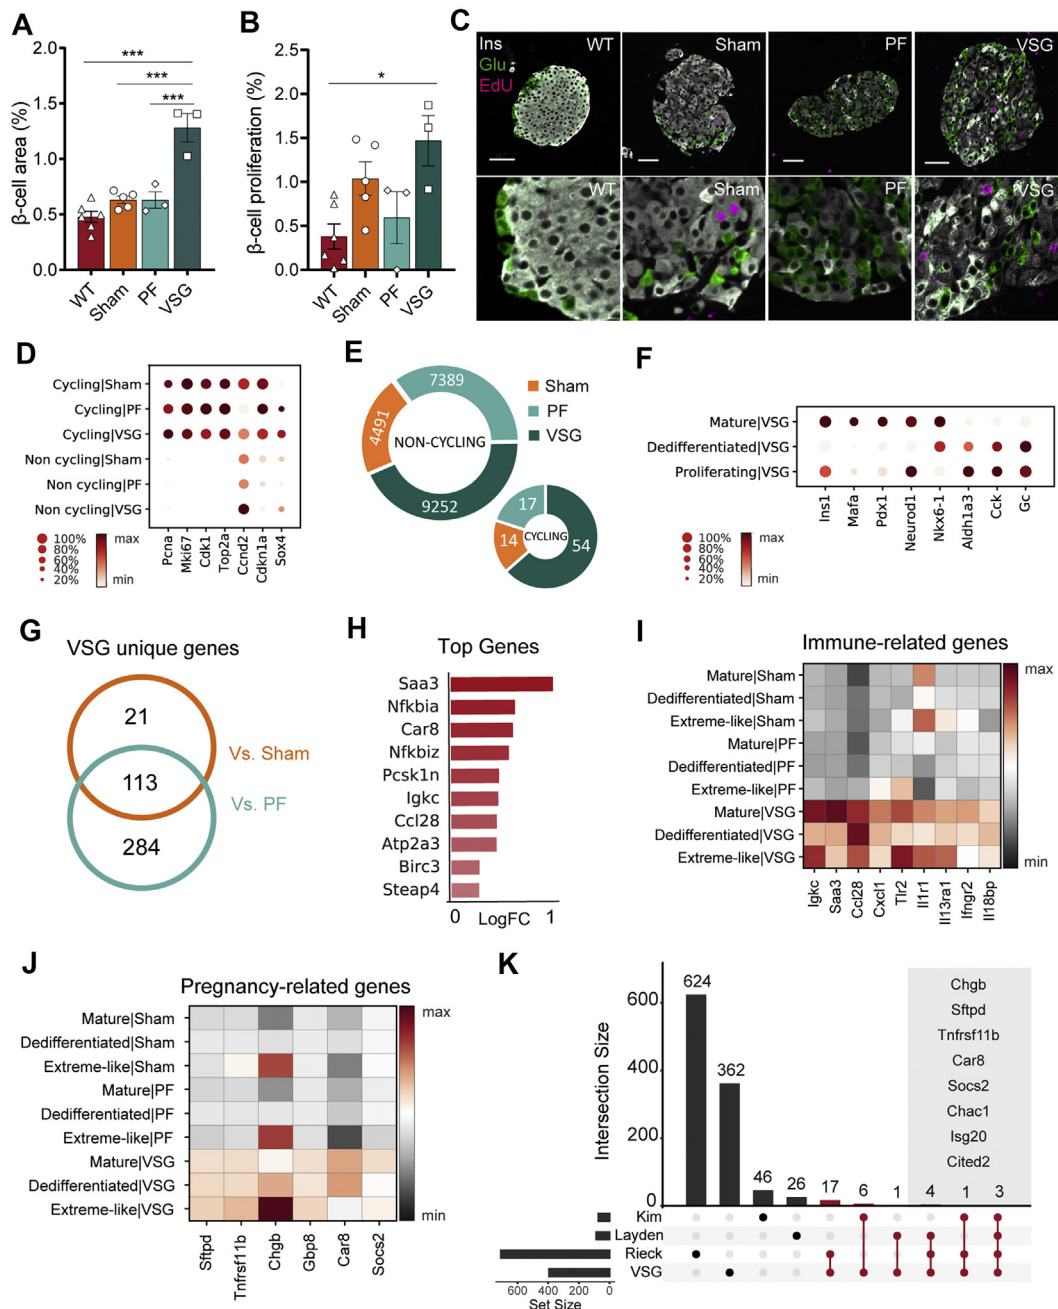 A
β-cell area (%)
2.0
1.5
1.0
0.5
0.0
***
***
***
WT
Sham
PF
VSG
B
β-cell proliferation (%)
2.5
2.0
1.5
1.0
0.5
0.0
*
WT
Sham
PF
VSG
C
Ins
Glu
EdU
WT
Sham
PF
VSG
WT
Sham
PF
VSG
D
Cycling|Sham
Cycling|PF
Cycling|VSG
Non cycling|Sham
Non cycling|PF
Non cycling|VSG
100%
80%
60%
40%
20%
max
min
Pcna
Mki67
Cdk1
Top2a
Ccnd2
Cdkn1a
Sox4
E
7389
4491
NON-CYCLING
9252
Sham
PF
VSG
17
14
CYCLING
54
F
Mature|VSG
Dedifferentiated|VSG
Proliferating|VSG
Ins1
Mafa
Pdx1
Neurod1
Nkx6-1
Aldh1a3
Cck
Gc
100%
80%
60%
40%
20%
max
min
G
VSG unique genes
21
Vs. Sham
113
Vs. PF
284
H
Top Genes
Saa3
Nfkbia
Car8
Nfkbiz
Pcsk1n
Igkc
Ccl28
Atp2a3
Birc3
Steap4
0 LogFC 1
I
Immune-related genes
Mature|Sham
Dedifferentiated|Sham
Extreme-like|Sham
Mature|PF
Dedifferentiated|PF
Extreme-like|PF
Mature|VSG
Dedifferentiated|VSG
Extreme-like|VSG
max
min
Igkc
Saa3
Ccl28
Cxcl1
Tlr2
Il1r1
Il13ra1
Ifngr2
Il18bp
J
Pregnancy-related genes
Mature|Sham
Dedifferentiated|Sham
Extreme-like|Sham
Mature|PF
Dedifferentiated|PF
Extreme-like|PF
Mature|VSG
Dedifferentiated|VSG
Extreme-like|VSG
max
min
Sftpd
Tnfrsf11b
Chgb
Gbp8
Car8
Socs2
K
Intersection Size
600
400
200
0
624
362
46
26
17
6
1
4
1
3
Chgb
Sftpd
Tnfrsf11b
Car8
Socs2
Chac1
Isg20
Cited2
Kim
Layden
Rieck
VSG
600 400 200 0
Set Size